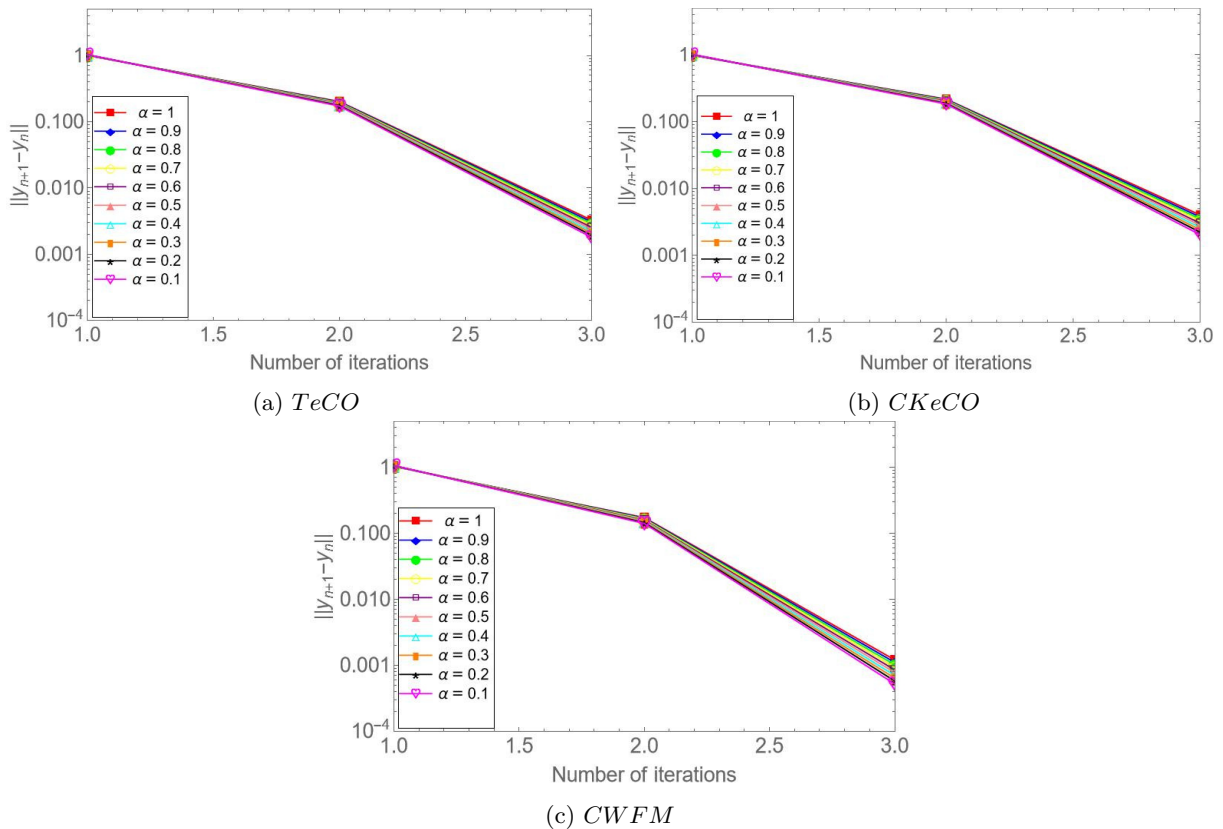 1
0.100
0.010
0.001
10⁻⁴
||yₙ₊₁−yₙ||
α = 1
α = 0.9
α = 0.8
α = 0.7
α = 0.6
α = 0.5
α = 0.4
α = 0.3
α = 0.2
α = 0.1
1.0 1.5 2.0 2.5 3.0
Number of iterations
(a) TeCO
1
0.100
0.010
0.001
10⁻⁴
||yₙ₊₁−yₙ||
α = 1
α = 0.9
α = 0.8
α = 0.7
α = 0.6
α = 0.5
α = 0.4
α = 0.3
α = 0.2
α = 0.1
1.0 1.5 2.0 2.5 3.0
Number of iterations
(b) CKeCO
1
0.100
0.010
0.001
10⁻⁴
||yₙ₊₁−yₙ||
α = 1
α = 0.9
α = 0.8
α = 0.7
α = 0.6
α = 0.5
α = 0.4
α = 0.3
α = 0.2
α = 0.1
1.0 1.5 2.0 2.5 3.0
Number of iterations
(c) CWFM